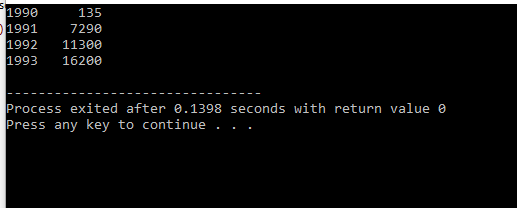 1990     135
1991    7290
1992   11300
1993   16200
--------------------------------
Process exited after 0.1398 seconds with return value 0
Press any key to continue . . .